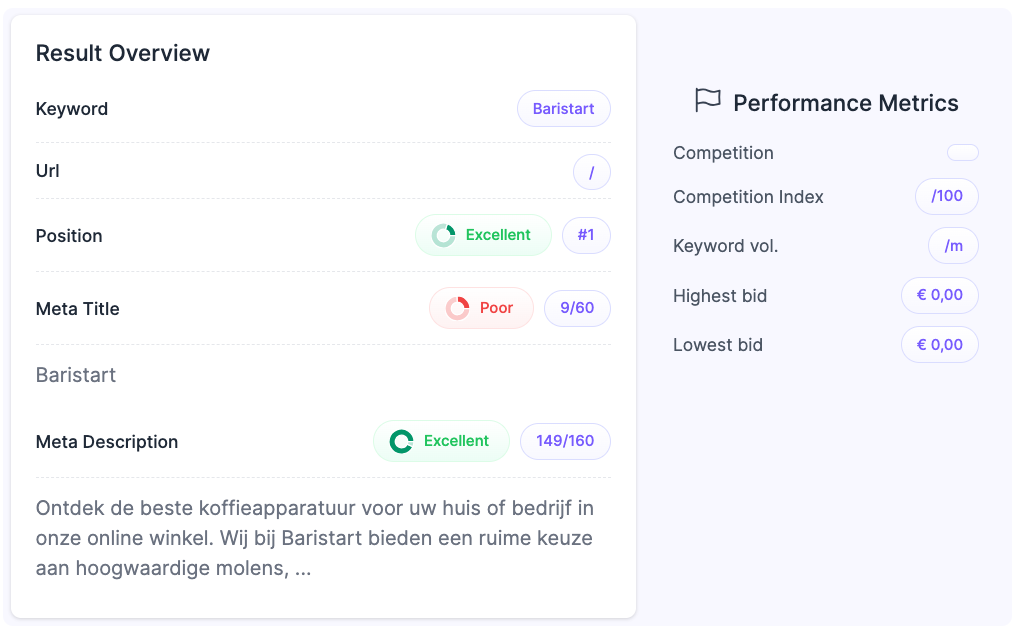 Result Overview
Keyword
Baristart
Url
/
Position
Excellent
#1
Meta Title
Poor
9/60
Baristart
Meta Description
Excellent
149/160
Ontdek de beste koffieapparatuur voor uw huis of bedrijf in
onze online winkel. Wij bij Baristart bieden een ruime keuze
aan hoogwaardige molens, ...
Performance Metrics
Competition
Competition Index
/100
Keyword vol.
/m
Highest bid
€ 0,00
Lowest bid
€ 0,00